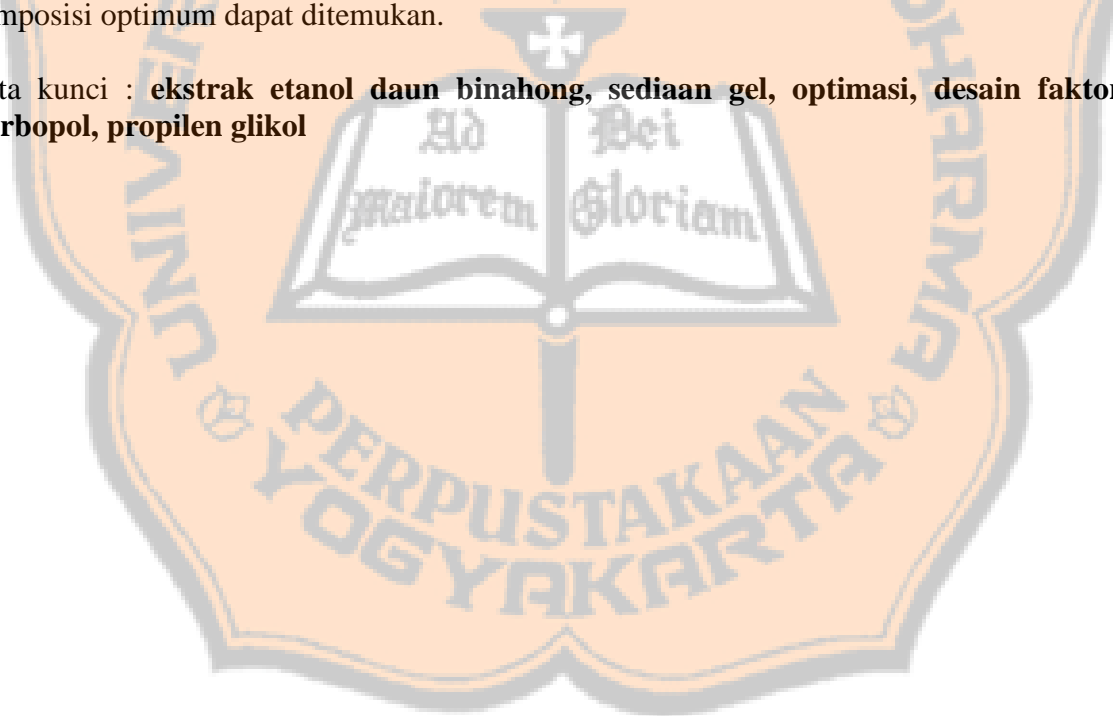 mposisi optimum dapat ditemukan.
ta kunci : ekstrak etanol daun binahong, sediaan gel, optimasi, desain faktor
rbopol, propilen glikol
Ad Dei
maiorem Gloriam
PERPUSTAKAAN
YOGYAKARTA